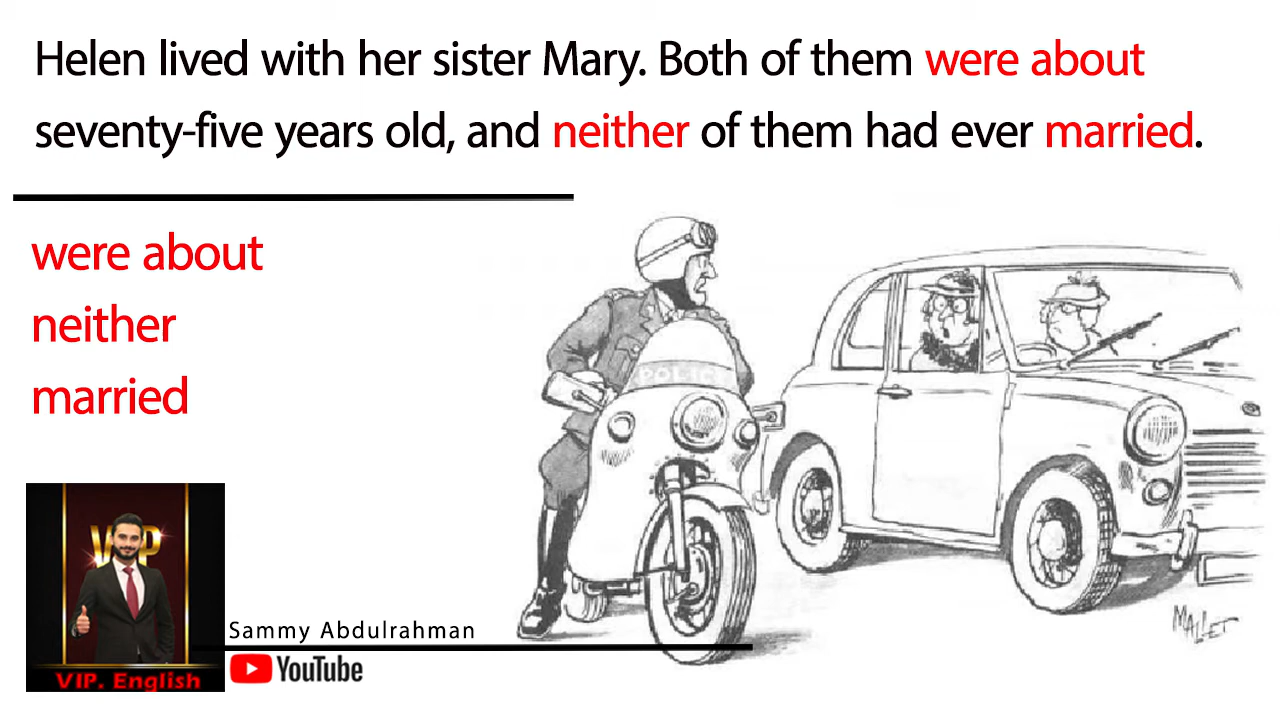 Helen lived with her sister Mary. Both of them were about
seventy-five years old, and neither of them had ever married.
were about
neither
married
POLICE
VIP
VIP. English
Sammy Abdulrahman
YouTube
MALLET